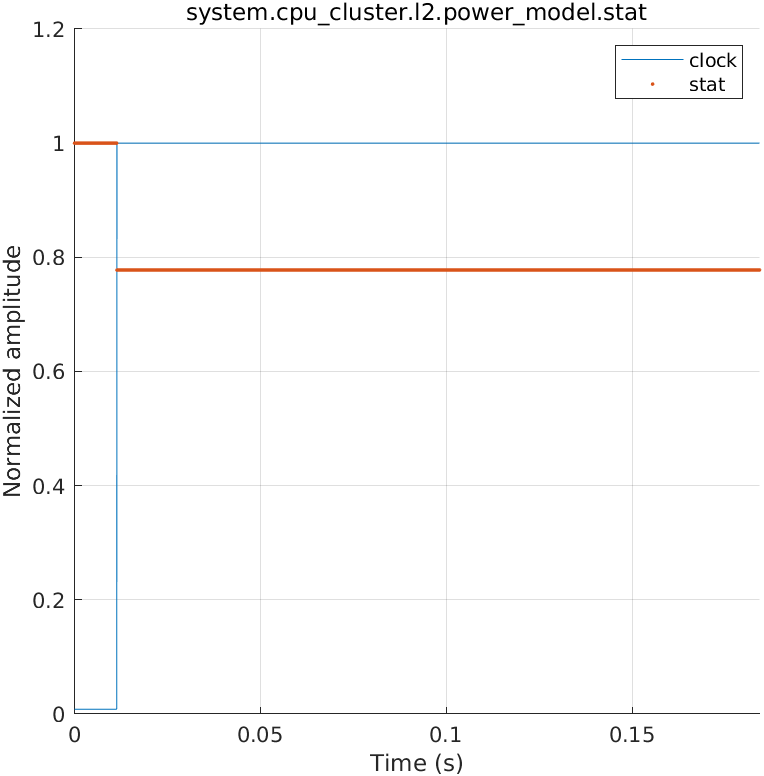 system.cpu_cluster.l2.power_model.stat
clock
stat
1.2
1
0.8
0.6
0.4
0.2
0
Normalized amplitude
0
0.05
0.1
0.15
Time (s)